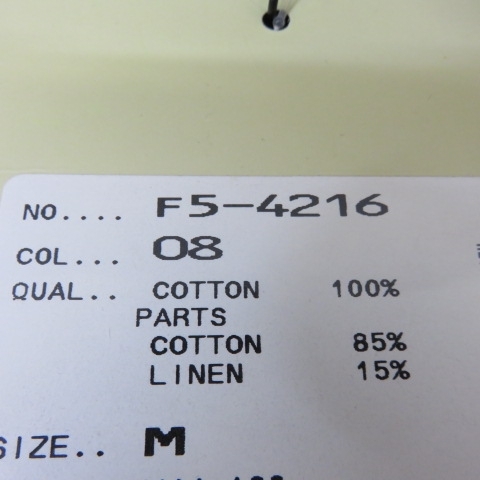 NO.... F5-4216
COL... 08
QUAL.. COTTON 100%
PARTS
COTTON 85%
LINEN 15%
SIZE.. M